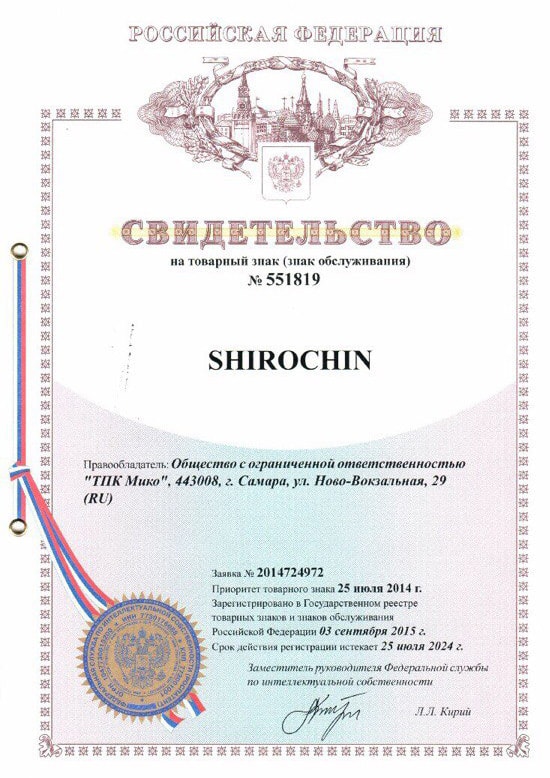 РОССИЙСКАЯ ФЕДЕРАЦИЯ
СВИДЕТЕЛЬСТВО
на товарный знак (знак обслуживания)
№ 551819
SHIROCHIN
Правообладатель: Общество с ограниченной ответственностью
"ТПК Мико", 443008, г. Самара, ул. Ново-Вокзальная, 29
(RU)
Заявка № 2014724972
Приоритет товарного знака 25 июля 2014 г.
Зарегистрировано в Государственном реестре
товарных знаков и знаков обслуживания
Российской Федерации 03 сентября 2015 г.
Срок действия регистрации истекает 25 июля 2024 г.
Заместитель руководителя Федеральной службы
по интеллектуальной собственности
Л.Л. Кирий